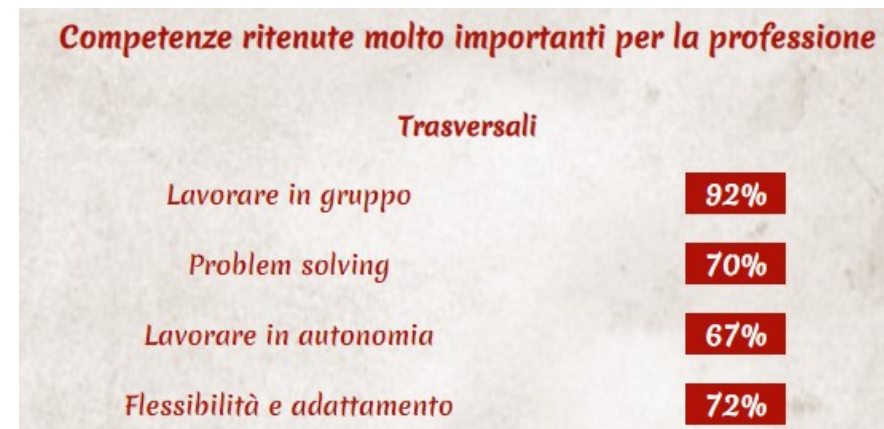 Competenze ritenute molto importanti per la professione
Trasversali
Lavorare in gruppo 92%
Problem solving 70%
Lavorare in autonomia 67%
Flessibilità e adattamento 72%